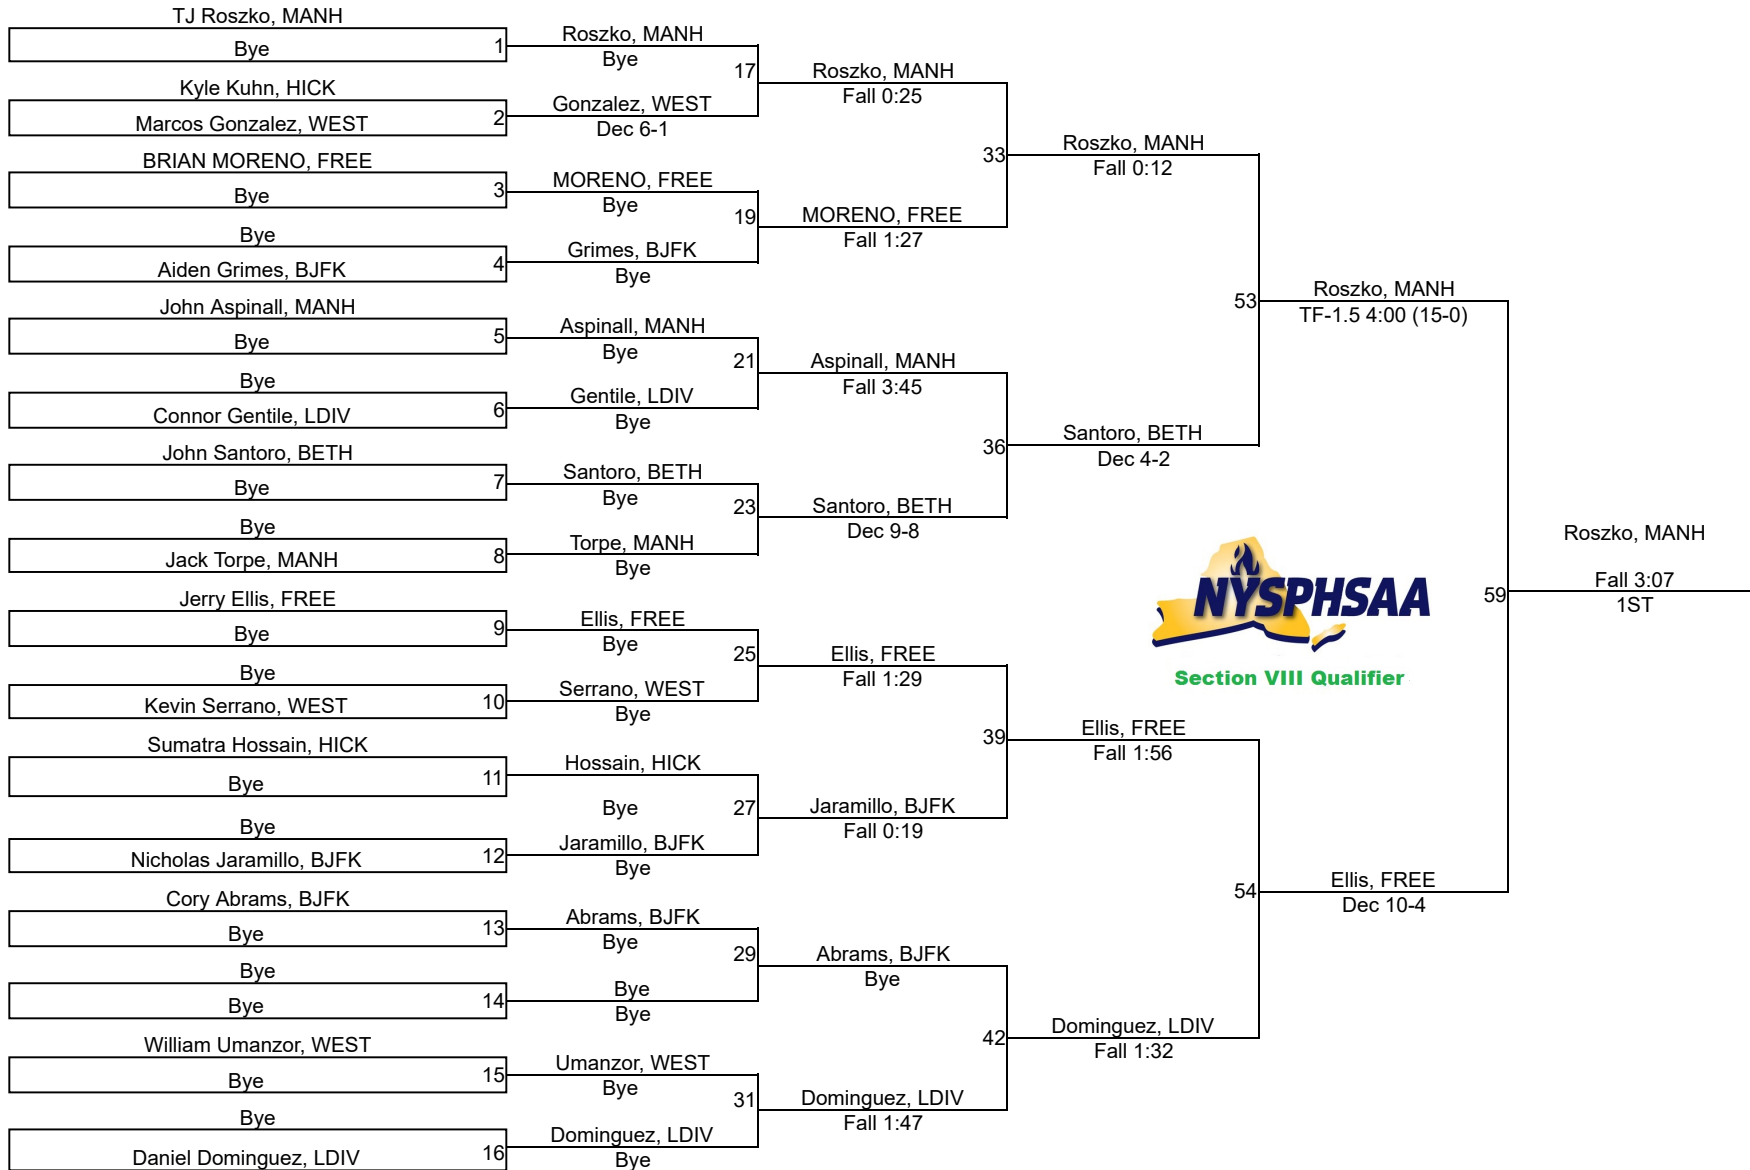 TJ Roszko, MANH
Bye
1
Kyle Kuhn, HICK
Marcos Gonzalez, WEST
2
BRIAN MORENO, FREE
Bye
3
Bye
Aiden Grimes, BJFK
4
John Aspinall, MANH
Bye
5
Bye
Connor Gentile, LDIV
6
John Santoro, BETH
Bye
7
Bye
Jack Torpe, MANH
8
Jerry Ellis, FREE
Bye
9
Bye
Kevin Serrano, WEST
10
Sumatra Hossain, HICK
Bye
11
Bye
Nicholas Jaramillo, BJFK
12
Cory Abrams, BJFK
Bye
13
Bye
Bye
14
William Umanzor, WEST
Bye
15
Bye
Daniel Dominguez, LDIV
16
Roszko, MANH
Bye
17
Gonzalez, WEST
Dec 6-1
MORENO, FREE
Bye
19
Grimes, BJFK
Bye
Aspinall, MANH
Bye
21
Gentile, LDIV
Bye
Santoro, BETH
Bye
23
Torpe, MANH
Bye
Ellis, FREE
Bye
25
Serrano, WEST
Bye
Hossain, HICK
Bye
27
Jaramillo, BJFK
Bye
Abrams, BJFK
Bye
29
Bye
Bye
Umanzor, WEST
Bye
31
Dominguez, LDIV
Bye
Roszko, MANH
Fall 0:25
33
MORENO, FREE
Fall 1:27
Aspinall, MANH
Fall 3:45
36
Santoro, BETH
Dec 9-8
Ellis, FREE
Fall 1:29
39
Jaramillo, BJFK
Fall 0:19
Abrams, BJFK
Bye
42
Dominguez, LDIV
Fall 1:47
Roszko, MANH
Fall 0:12
53
Santoro, BETH
Dec 4-2
Ellis, FREE
Fall 1:56
54
Dominguez, LDIV
Fall 1:32
Roszko, MANH
TF-1.5 4:00 (15-0)
59
Ellis, FREE
Dec 10-4
NYSPHSAA
Section VIII Qualifier
Roszko, MANH
Fall 3:07
1ST